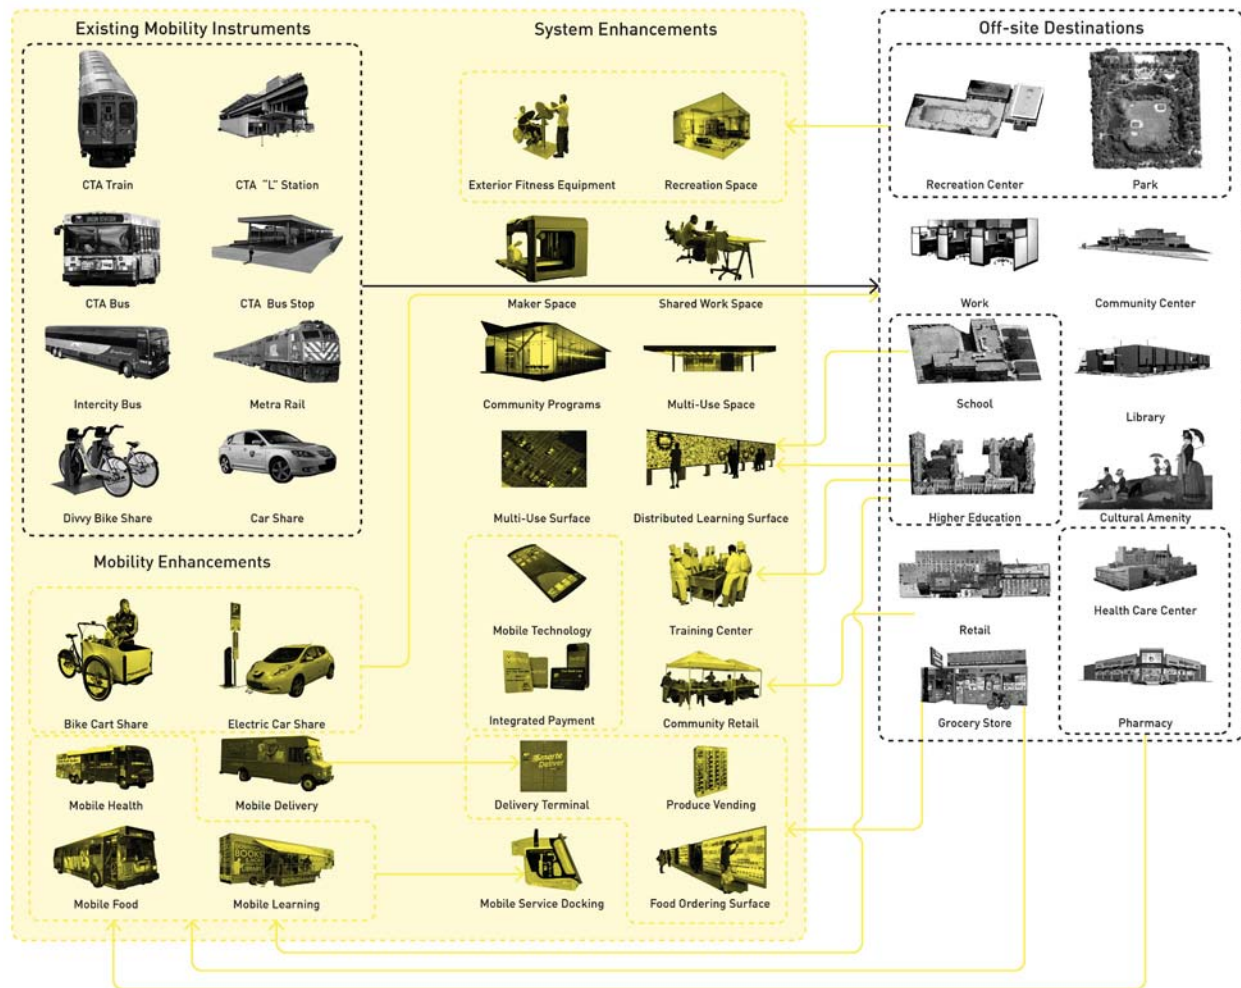 Existing Mobility Instruments
CTA Train
CTA "L" Station
CTA Bus
CTA Bus Stop
Intercity Bus
Metra Rail
Divvy Bike Share
Car Share
Mobility Enhancements
Bike Cart Share
Electric Car Share
Mobile Health
Mobile Delivery
Mobile Food
BOOKS
Mobile Learning
System Enhancements
Exterior Fitness Equipment
Recreation Space
Maker Space
Shared Work Space
Community Programs
Multi-Use Space
Multi-Use Surface
Distributed Learning Surface
Mobile Technology
Training Center
Integrated Payment
Community Retail
Delivery Terminal
Produce Vending
Mobile Service Docking
Food Ordering Surface
Off-site Destinations
Recreation Center
Park
Work
Community Center
School
Library
Higher Education
Cultural Amenity
Retail
Health Care Center
Grocery Store
Pharmacy